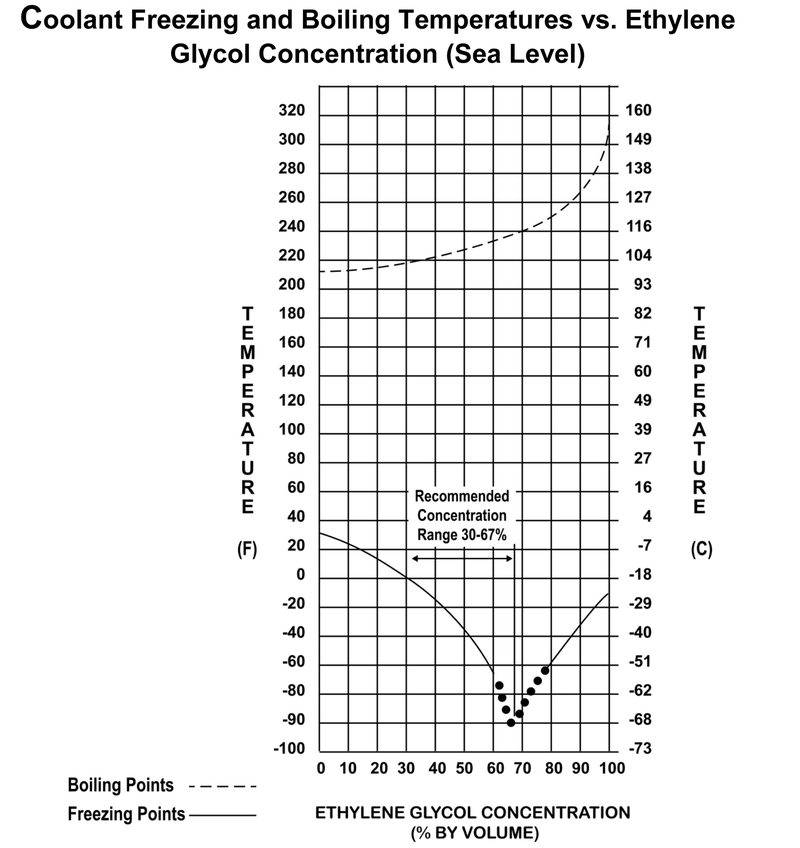 Coolant Freezing and Boiling Temperatures vs. Ethylene
Glycol Concentration (Sea Level)
320 160
300 149
280 138
260 127
240 116
220 104
200 93
180 82
160 71
140 60
120 49
100 39
80 27
60 16
40 4
20 -7
0 -18
-20 -29
-40 -40
-60 -51
-80 -62
-90 -68
-100 -73
TEMPERATURE
(F)
TEMPERATURE
(C)
Recommended
Concentration
Range 30-67%
0 10 20 30 40 50 60 70 80 90 100
Boiling Points
Freezing Points
ETHYLENE GLYCOL CONCENTRATION
(% BY VOLUME)